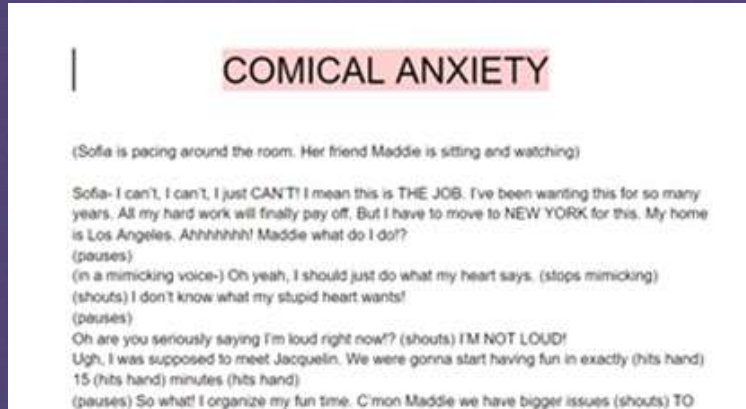 COMICAL ANXIETY
(Sofia is pacing around the room. Her friend Maddie is sitting and watching)
Sofia- I can't, I can't, I just CAN'T! I mean this is THE JOB. I've been wanting this for so many
years. All my hard work will finally pay off. But I have to move to NEW YORK for this. My home
is Los Angeles. Ahhhhhhh! Maddie what do I do!?
(pauses)
(in a mimicking voice-) Oh yeah, I should just do what my heart says. (stops mimicking)
(shouts) I don't know what my stupid heart wants!
(pauses)
Oh are you seriously saying I'm loud right now!? (shouts) I'M NOT LOUD!
Ugh, I was supposed to meet Jacquelin. We were gonna start having fun in exactly (hits hand)
15 (hits hand) minutes (hits hand)
(pauses) So what! I organize my fun time. C'mon Maddie we have bigger issues (shouts) TO